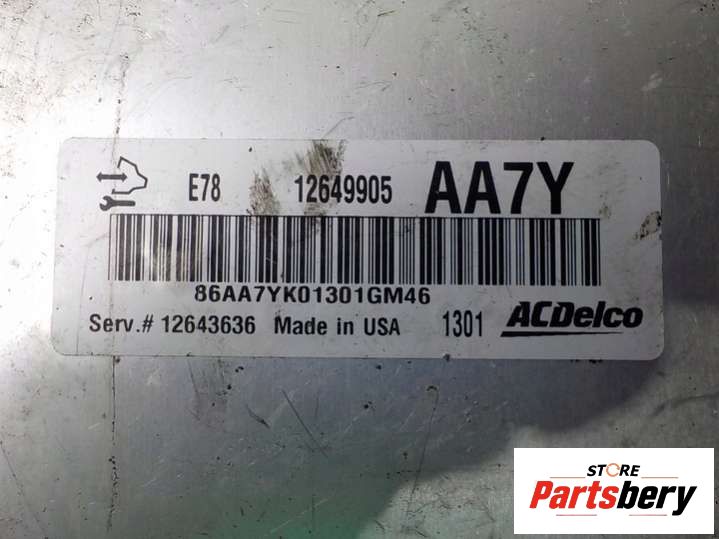 E78 12649905 AA7Y
86AA7YK01301GM46
Serv.# 12643636 Made in USA 1301 ACDelco
STORE
Partsbery